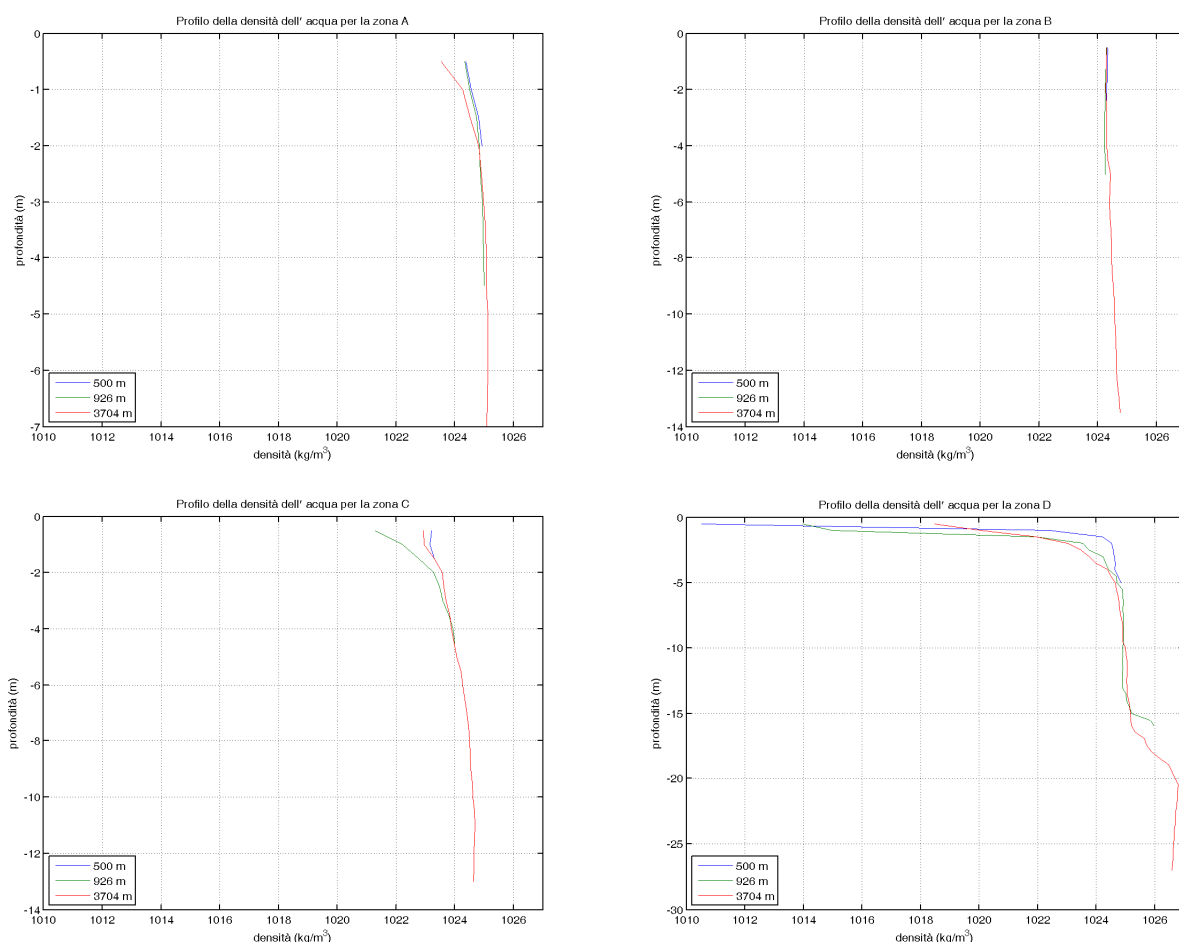 Profilo della densità dell' acqua per la zona A
0
-1
-2
-3
-4
-5
-6
-7
profondità (m)
500 m
926 m
3704 m
1010 1012 1014 1016 1018 1020 1022 1024 1026
densità (kg/m³)
Profilo della densità dell' acqua per la zona B
0
-2
-4
-6
-8
-10
-12
-14
profondità (m)
500 m
926 m
3704 m
1010 1012 1014 1016 1018 1020 1022 1024 1026
densità (kg/m³)
Profilo della densità dell' acqua per la zona C
0
-2
-4
-6
-8
-10
-12
-14
profondità (m)
500 m
926 m
3704 m
1010 1012 1014 1016 1018 1020 1022 1024 1026
densità (kg/m³)
Profilo della densità dell' acqua per la zona D
0
-5
-10
-15
-20
-25
-30
profondità (m)
500 m
926 m
3704 m
1010 1012 1014 1016 1018 1020 1022 1024 1026
densità (kg/m³)